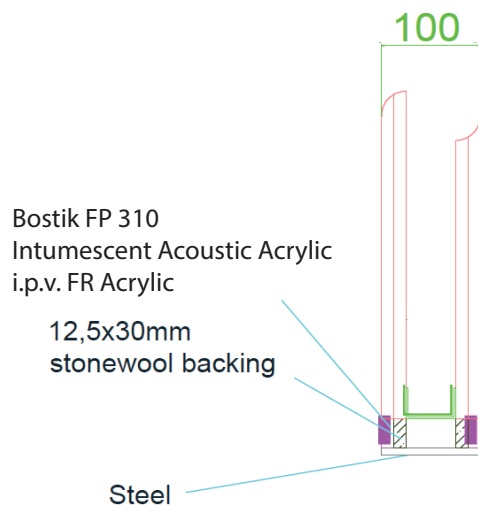 100
Bostik FP 310
Intumescent Acoustic Acrylic
i.p.v. FR Acrylic
12,5x30mm
stonewool backing
Steel